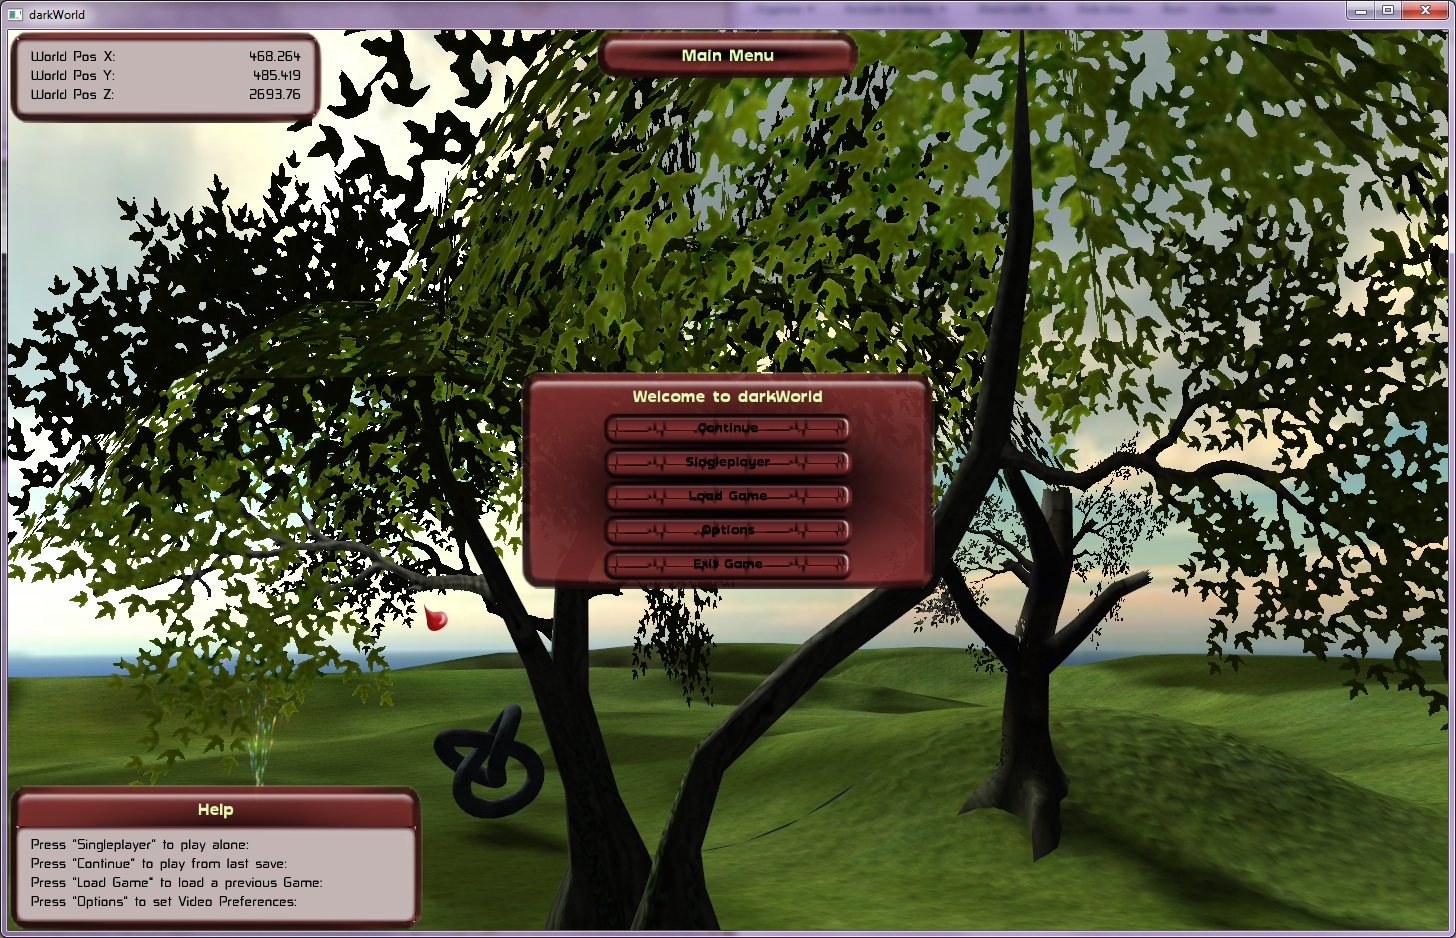 darkWorld
World Pos X: 468.264
World Pos Y: 485.419
World Pos Z: 2693.76
Main Menu
Welcome to darkWorld
Continue
Singleplayer
Load Game
Options
Exit Game
Help
Press "Singleplayer" to play alone:
Press "Continue" to play from last save:
Press "Load Game" to load a previous Game:
Press "Options" to set Video Preferences: